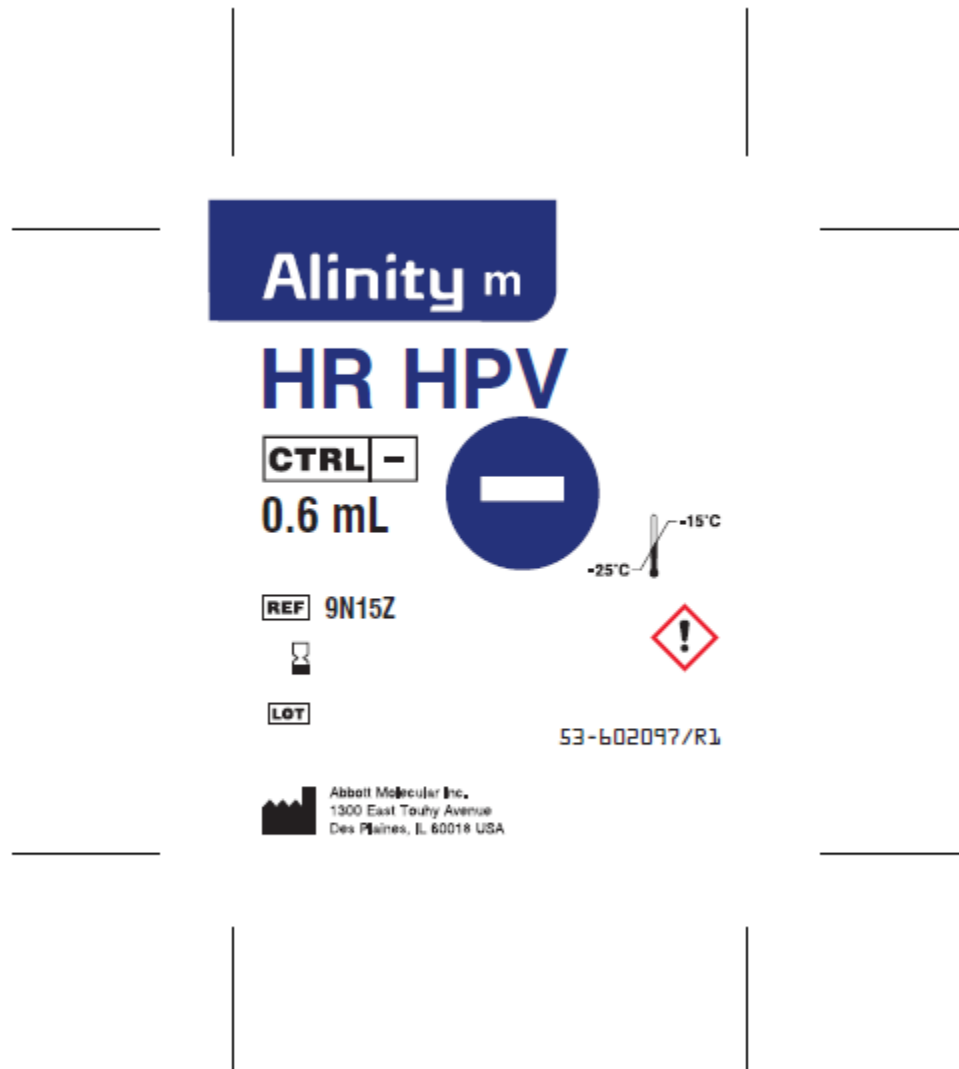 Alinity m
HR HPV
CTRL -
0.6 mL
-15°C
-25°C
REF 9N15Z
LOT
53-602097/R1
Abbott Molecular Inc.
1300 East Touhy Avenue
Des Plaines, IL 60018 USA